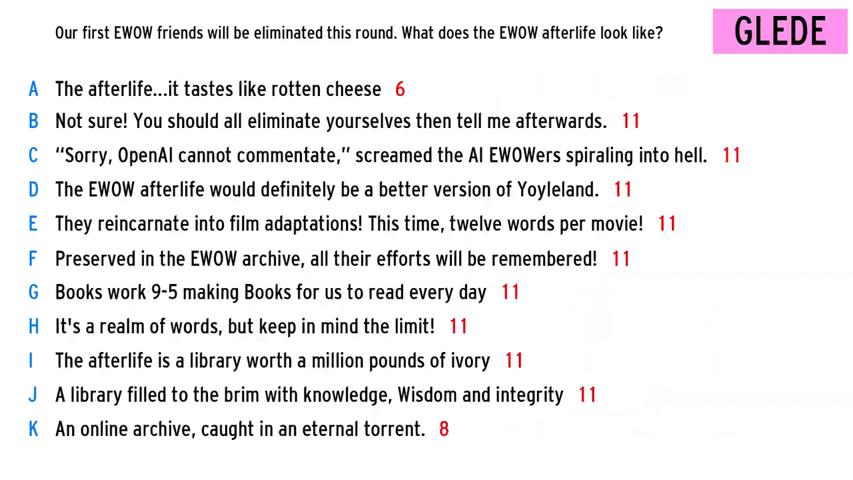 Our first EWOW friends will be eliminated this round. What does the EWOW afterlife look like?
GLEDE
A The afterlife...it tastes like rotten cheese 6
B Not sure! You should all eliminate yourselves then tell me afterwards. 11
C “Sorry, OpenAI cannot commentate,” screamed the AI EWOWers spiraling into hell. 11
D The EWOW afterlife would definitely be a better version of Yoyleland. 11
E They reincarnate into film adaptations! This time, twelve words per movie! 11
F Preserved in the EWOW archive, all their efforts will be remembered! 11
G Books work 9-5 making Books for us to read every day 11
H It's a realm of words, but keep in mind the limit! 11
I The afterlife is a library worth a million pounds of ivory 11
J A library filled to the brim with knowledge, Wisdom and integrity 11
K An online archive, caught in an eternal torrent. 8